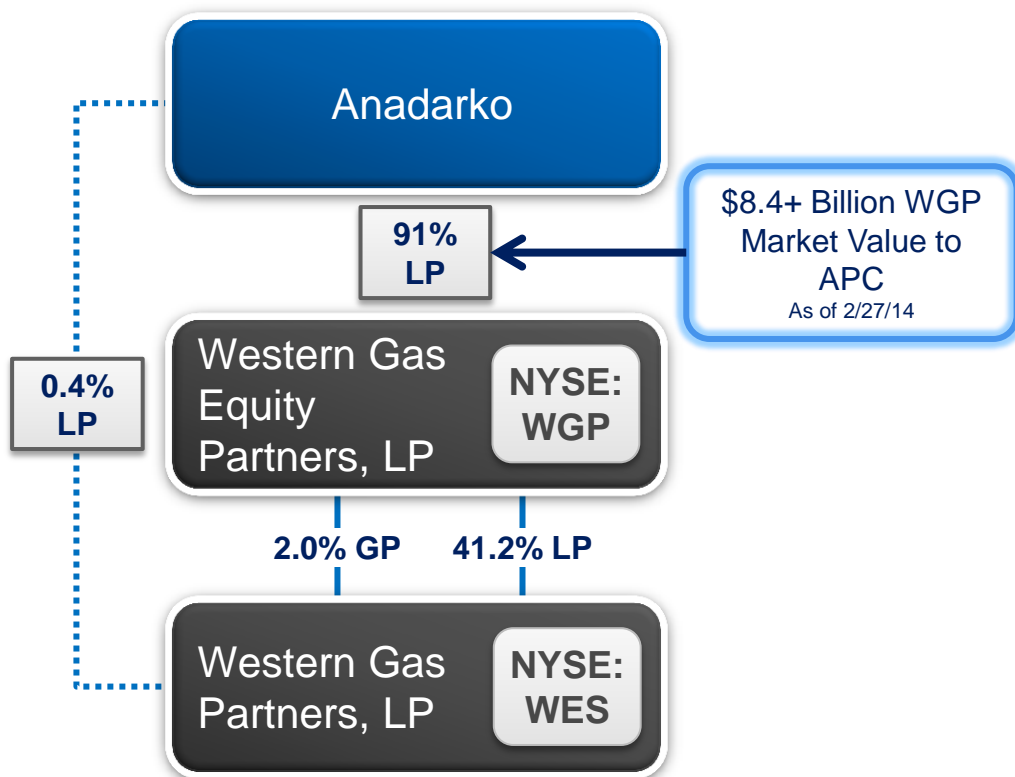 Anadarko
91%
LP
$8.4+ Billion WGP
Market Value to
APC
As of 2/27/14
0.4%
LP
Western Gas
Equity
Partners, LP
NYSE:
WGP
2.0% GP
41.2% LP
Western Gas
Partners, LP
NYSE:
WES